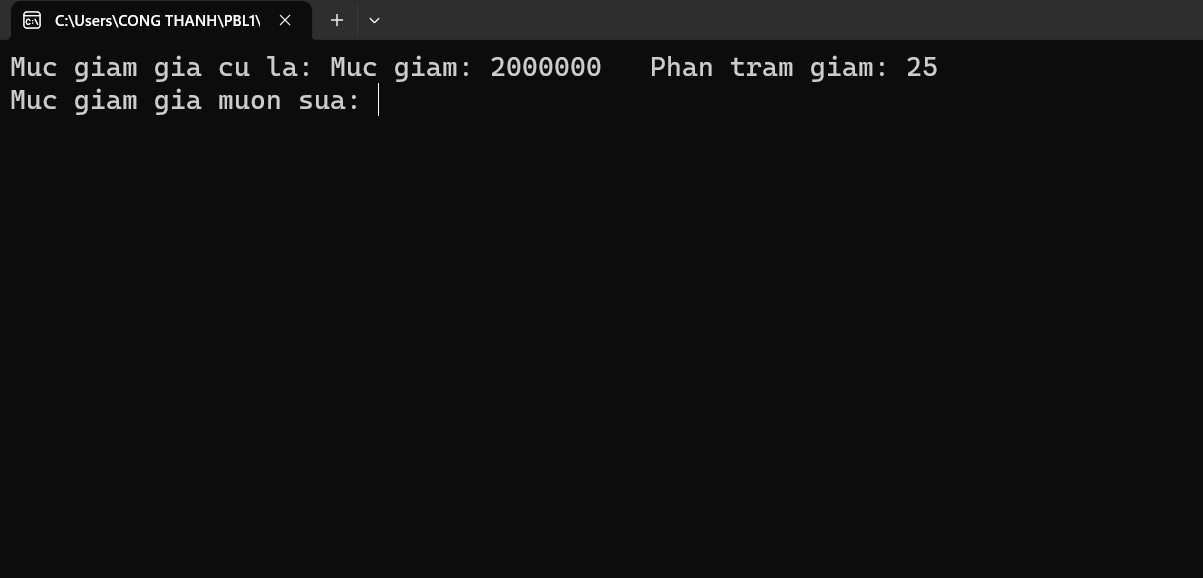 C:\Users\CONG THANH\PBL1\
Muc giam gia cu la: Muc giam: 2000000   Phan tram giam: 25
Muc giam gia muon sua: